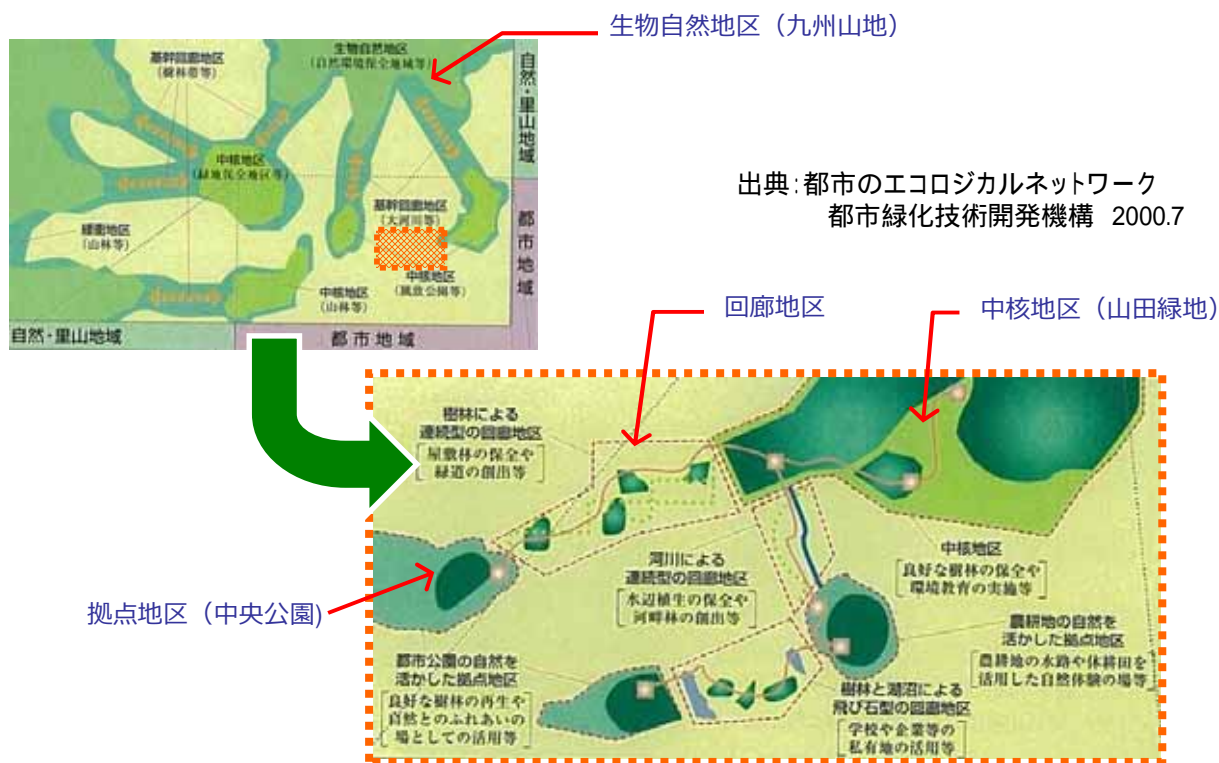 生物自然地区（九州山地）
基幹回廊地区
（樹林帯等）
生物自然地区
（自然環境保全地域等）
自然・里山地域
中核地区
（緑地保全地区等）
基幹回廊地区
（大河川等）
緩衝地区
（山林等）
中核地区
（山林等）
中核地区
（風致公園等）
都市地域
自然・里山地域
都市地域
出典：都市のエコロジカルネットワーク
都市緑化技術開発機構 2000.7
回廊地区
中核地区（山田緑地）
樹林による
連続型の回廊地区
屋敷林の保全や
緑道の創出等
河川による
連続型の回廊地区
水辺植生の保全や
河畔林の創出等
中核地区
良好な樹林の保全や
環境教育の実施等
拠点地区（中央公園)
農耕地の自然を
活かした拠点地区
農耕地の水路や休耕田を
活用した自然体験の場等
都市公園の自然を
活かした拠点地区
良好な樹林の再生や
自然とのふれあいの
場としての活用等
樹林と湖沼による
飛び石型の回廊地区
学校や企業等の
私有地の活用等